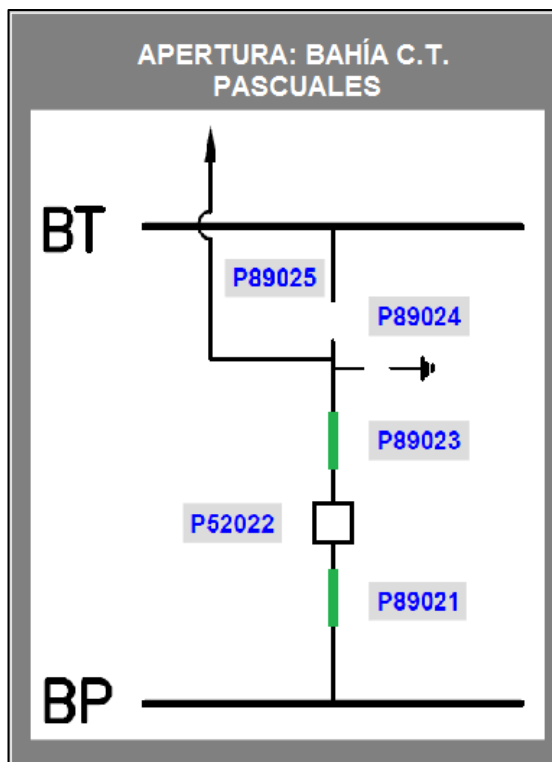 APERTURA: BAHÍA C.T.
PASCUALES
BT
P89025
P89024
P89023
P52022
P89021
BP